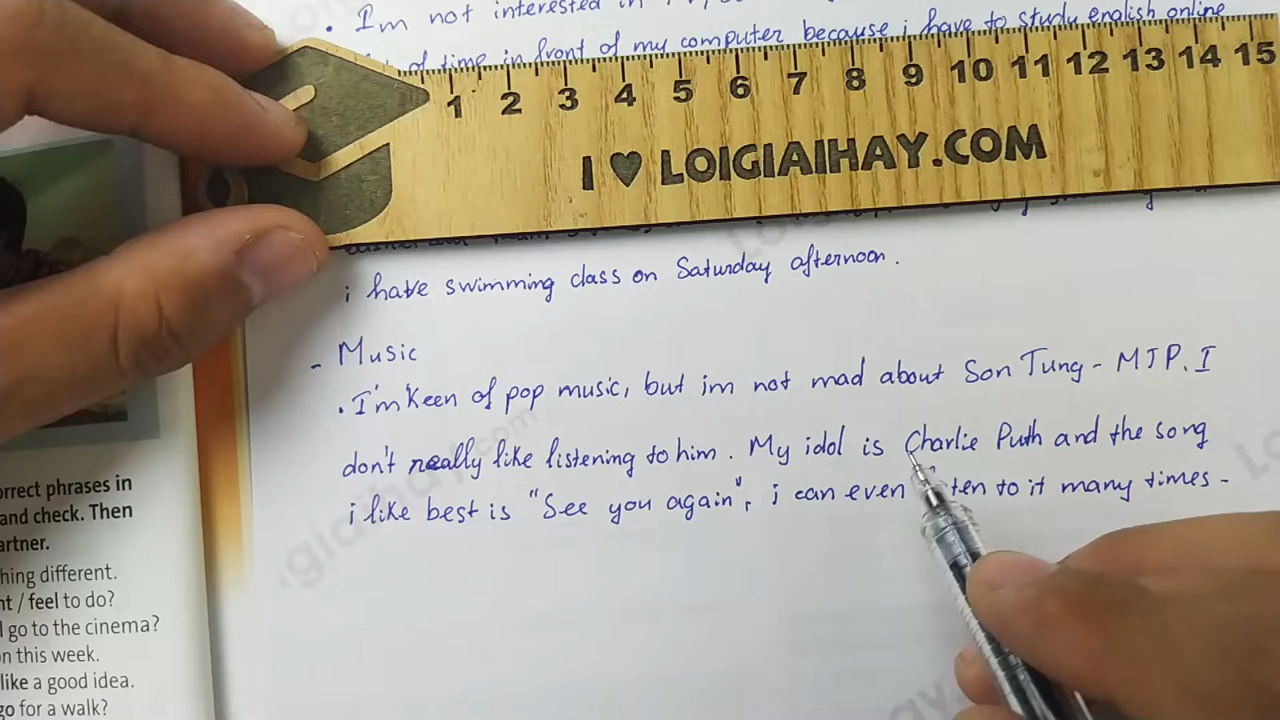 . I'm not interested in
of time in front of my computer because i have to study english online
1 2 3 4 5 6 7 8 9 10 11 12 13 14 15
I ♥ LOIGIAIHAY.COM
i have swimming class on Saturday afternoon.
- Music
. I'm Keen of pop music, but im not mad about Son Tung - MTP. I
don't really like listening to him. My idol is Charlie Puth and the song
i like best is "See you again", i can even to it many times -
orrect phrases in
and check. Then
artner.
hing different.
nt / feel to do?
go to the cinema?
on this week.
like a good idea.
go for a walk?